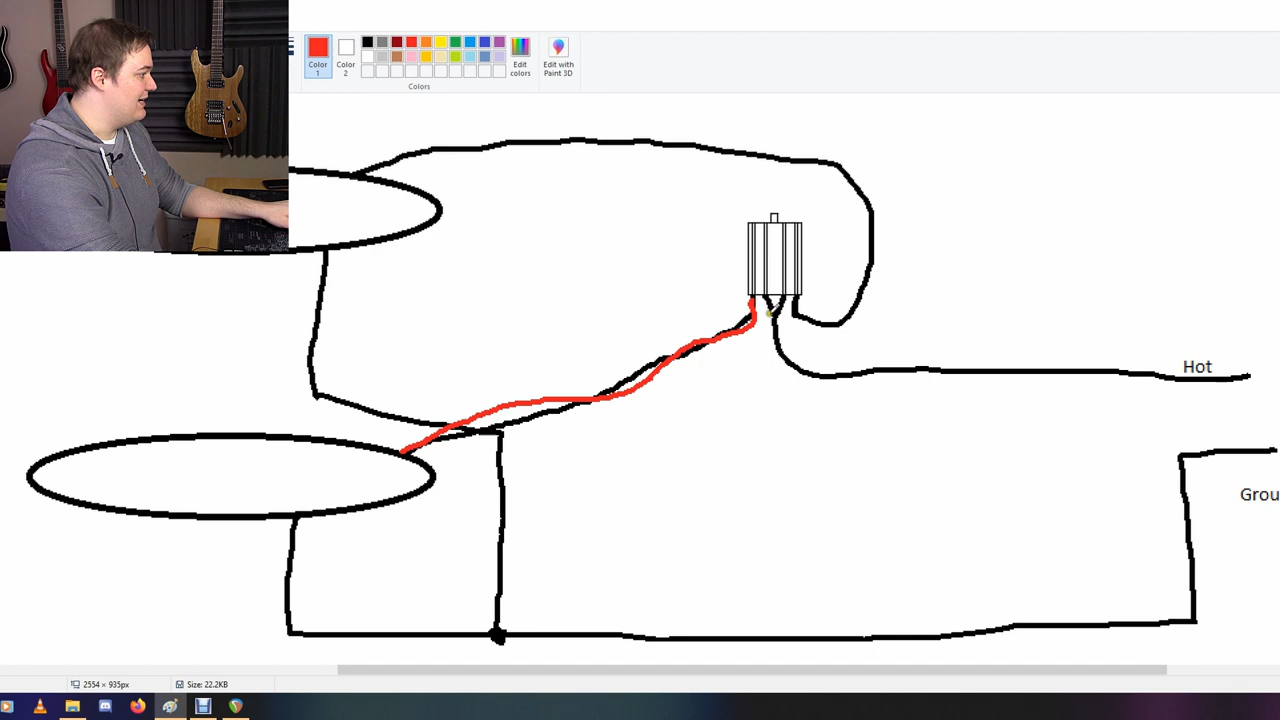 Color
1
Color
2
Edit
colors
Edit with
Paint 3D
Colors
Hot
Grou
2554 × 935px
Size: 22.2KB